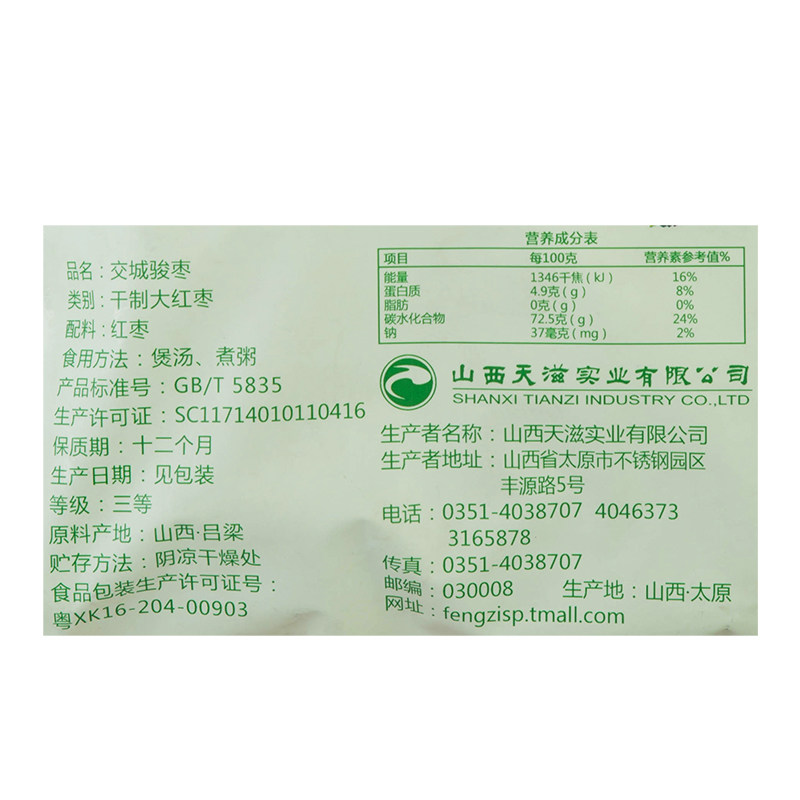 品名：交城骏枣
类别：干制大红枣
配料：红枣
食用方法：煲汤、煮粥
产品标准号：GB/T 5835
生产许可证：SC11714010110416
保质期：十二个月
生产日期：见包装
等级：三等
原料产地：山西·吕梁
贮存方法：阴凉干燥处
食品包装生产许可证号：
粤XK16-204-00903
营养成分表
项目 每100克 营养素参考值%
能量 1346千焦（kJ） 16%
蛋白质 4.9克（g） 8%
脂肪 0克（g） 0%
碳水化合物 72.5克（g） 24%
钠 37毫克（mg） 2%
山西天滋实业有限公司
SHANXI TIANZI INDUSTRY CO.,LTD
生产者名称：山西天滋实业有限公司
生产者地址：山西省太原市不锈钢园区
丰源路5号
电话：0351-4038707 4046373
3165878
传真：0351-4038707
邮编：030008 生产地：山西·太原
网址：fengzisp.tmall.com